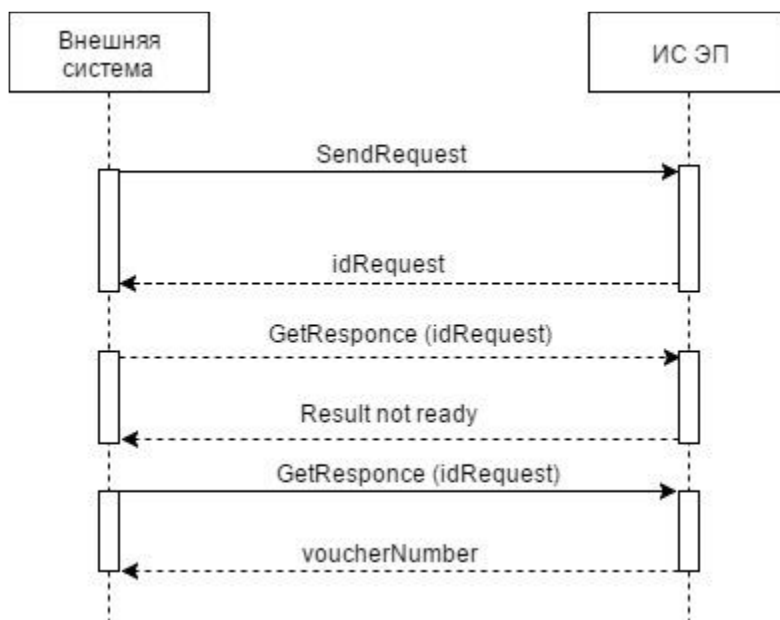 Внешняя
система
ИС ЭП
SendRequest
idRequest
GetResponce (idRequest)
Result not ready
GetResponce (idRequest)
voucherNumber